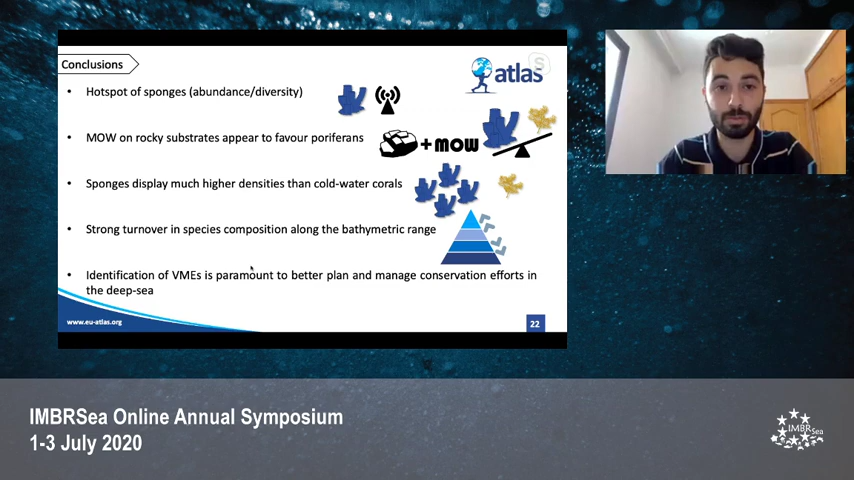 Conclusions
atlas
• Hotspot of sponges (abundance/diversity)
• MOW on rocky substrates appear to favour poriferans
+ MOW
• Sponges display much higher densities than cold-water corals
• Strong turnover in species composition along the bathymetric range
• Identification of VMEs is paramount to better plan and manage conservation efforts in
the deep-sea
www.eu-atlas.org
22
IMBRSea Online Annual Symposium
1-3 July 2020
IMBRSea